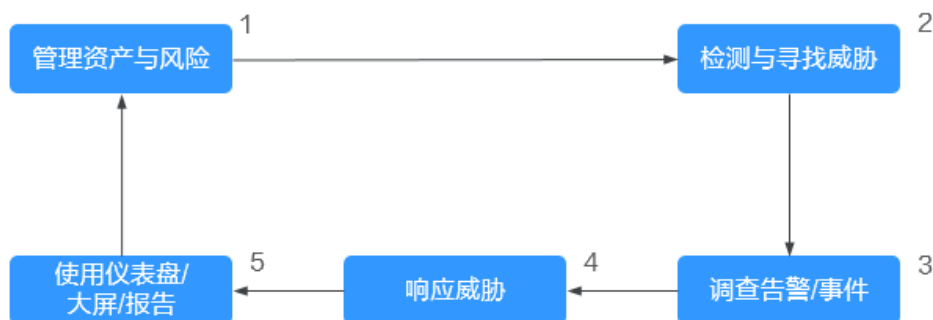 1
管理资产与风险
2
检测与寻找威胁
3
调查告警/事件
4
响应威胁
5
使用仪表盘/
大屏/报告